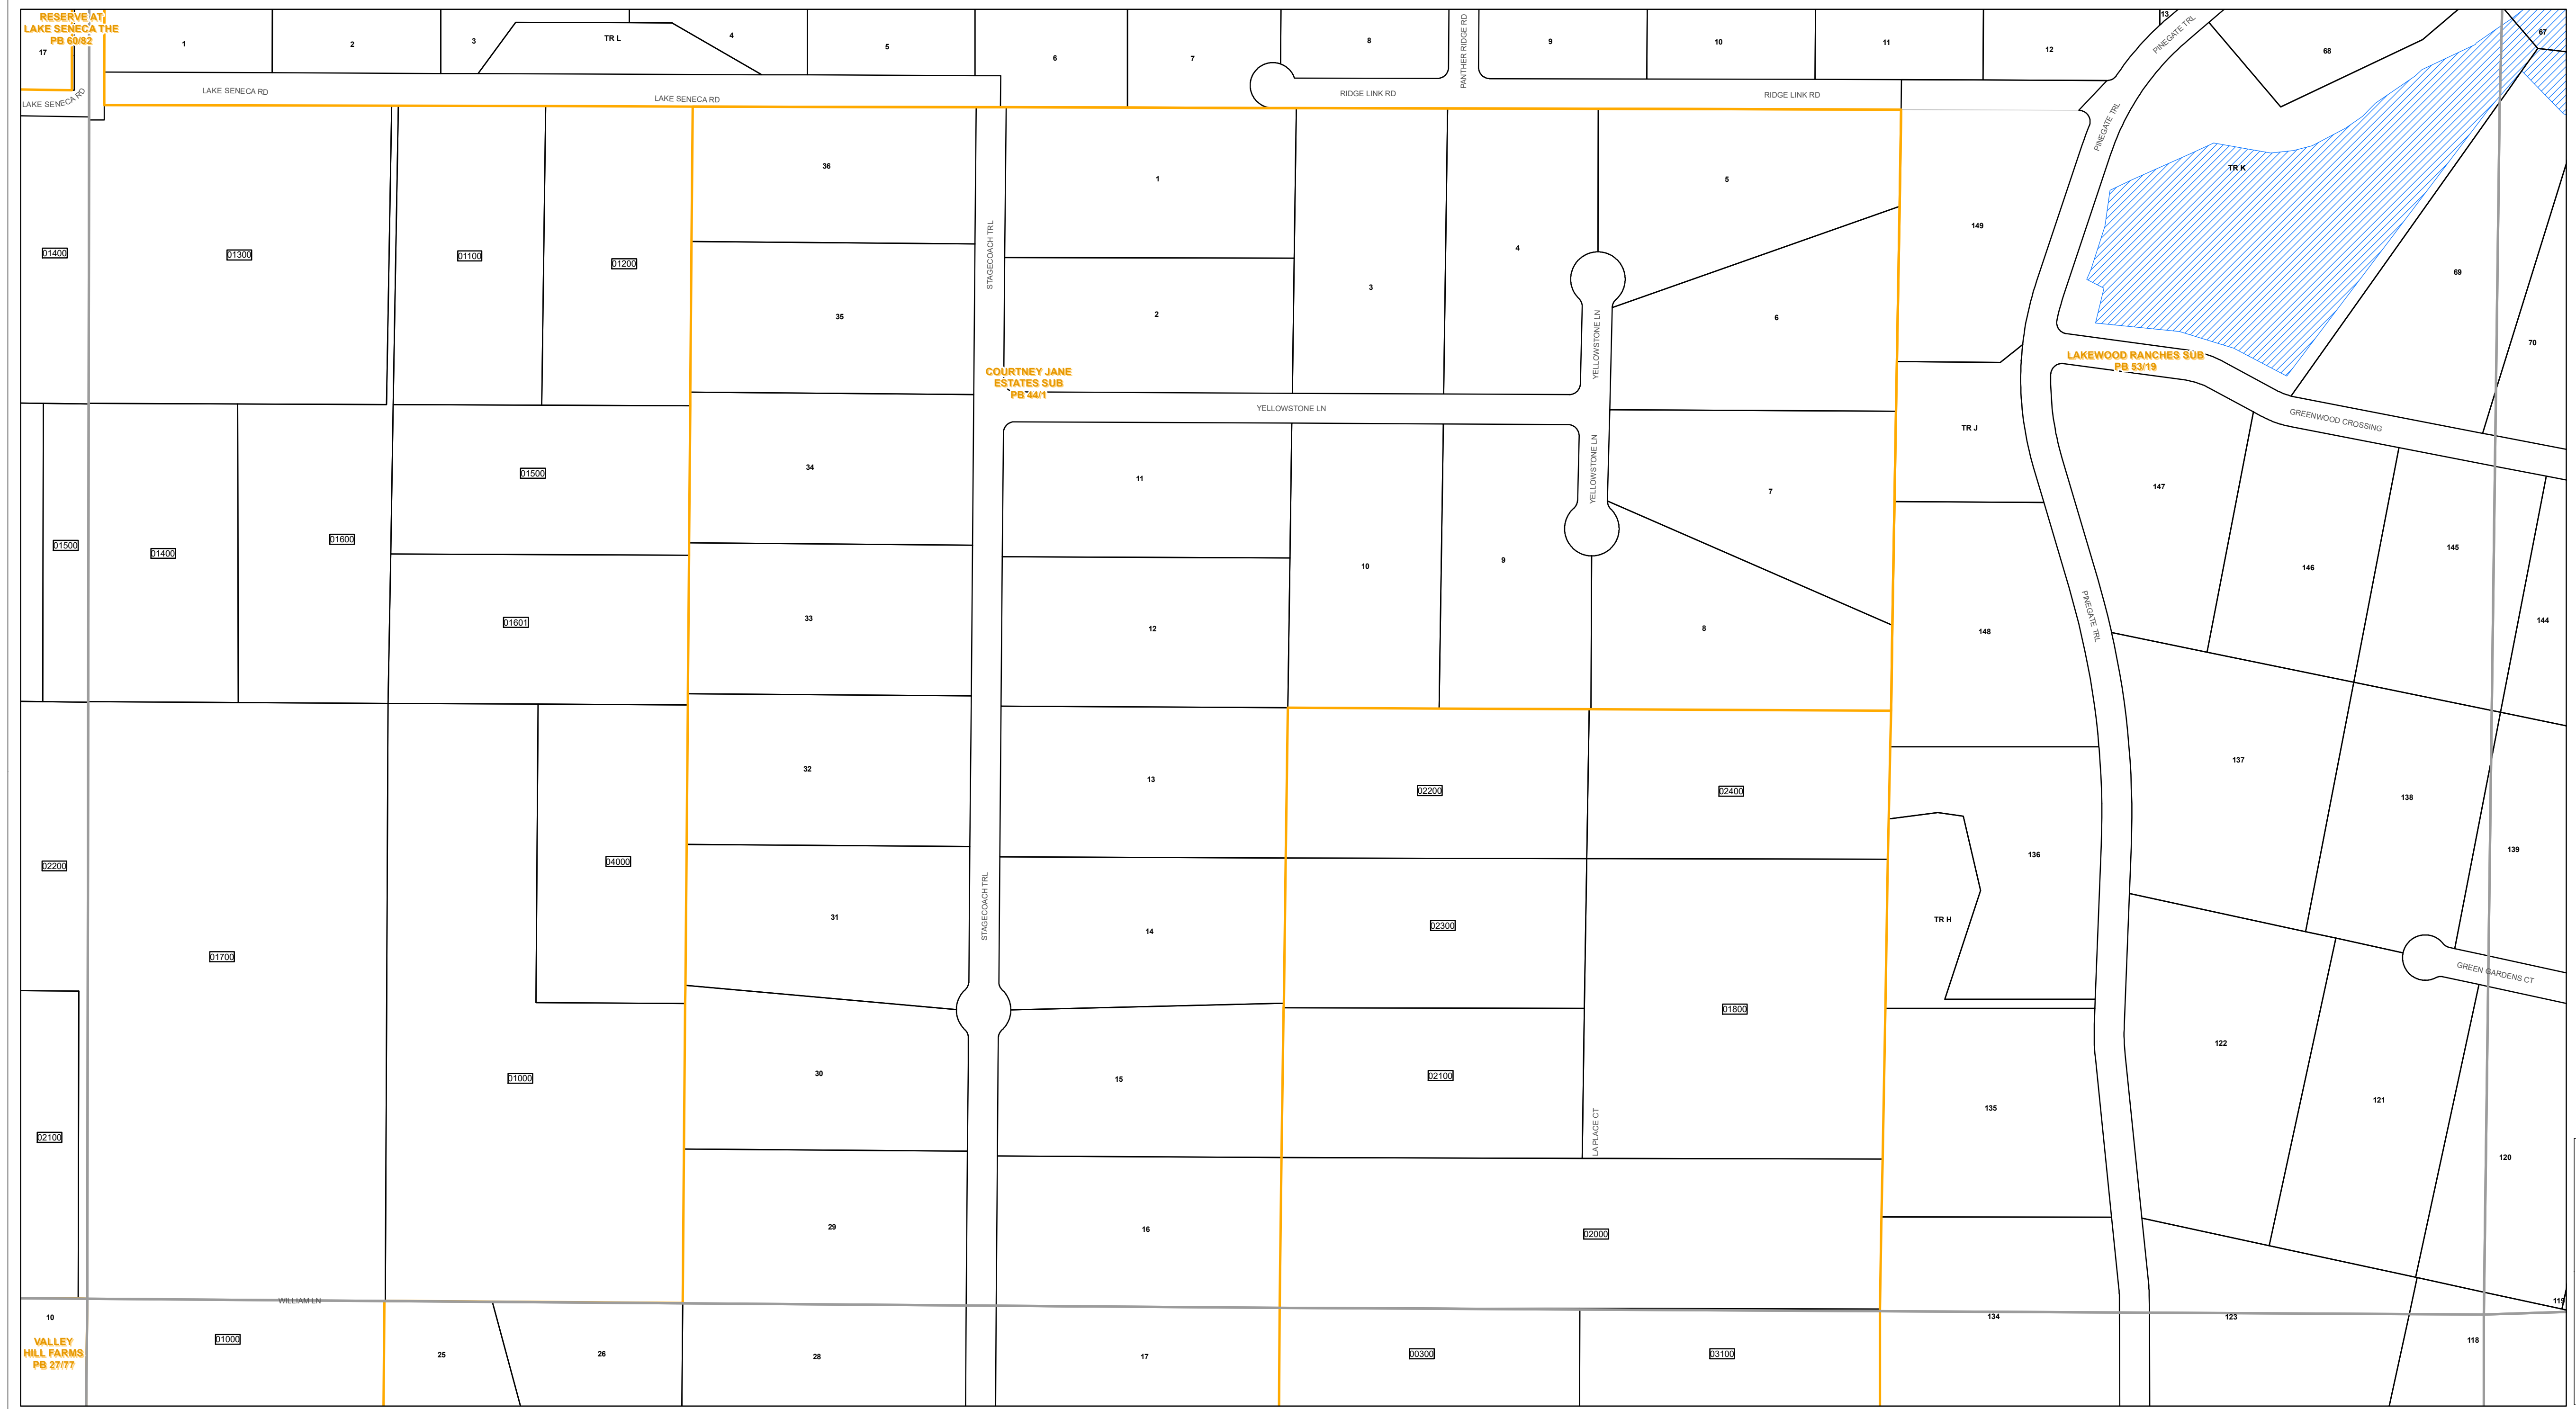 RESERVE AT
LAKE SENECA THE
PB 60/82
17
1
2
3
TR L
4
5
6
7
8
PANTHER RIDGE RD
9
10
11
12
13
PINEGATE TRL
68
67
LAKE SENECA RD
LAKE SENECA RD
LAKE SENECA RD
RIDGE LINK RD
RIDGE LINK RD
PINEGATE TRL
36
1
5
TR K
149
01400
01300
01100
01200
STAGECOACH TRL
3
4
69
35
2
6
YELLOWSTONE LN
70
COURTNEY JANE
ESTATES SUB
PB 44/1
LAKEWOOD RANCHES SUB
PB 53/19
YELLOWSTONE LN
GREENWOOD CROSSING
TR J
34
01500
11
YELLOWSTONE LN
7
147
01500
01400
01600
10
9
146
145
33
01601
12
8
148
PINEGATE TRL
144
32
13
02200
02400
137
138
02200
04000
31
STAGECOACH TRL
14
02300
136
TR H
139
01700
GREEN GARDENS CT
01800
01000
30
15
02100
122
02100
LA PLACE CT
135
121
120
29
16
02000
WILLIAM LN
119
10
134
123
VALLEY
HILL FARMS
PB 27/77
01000
25
26
28
17
00300
03100
118